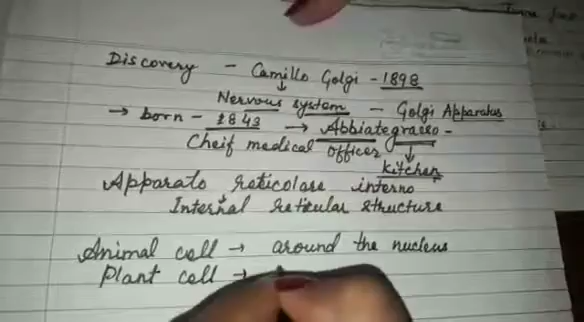 Discovery - Camillo Golgi - 1898
↓
Nervous system - Golgi Apparatus
→ born - 1843 → Abbiategrasso -
Cheif medical officer ↓
kitchen
Apparato reticolare interno
Internal reticular structure
Animal cell → around the nucleus
Plant cell →